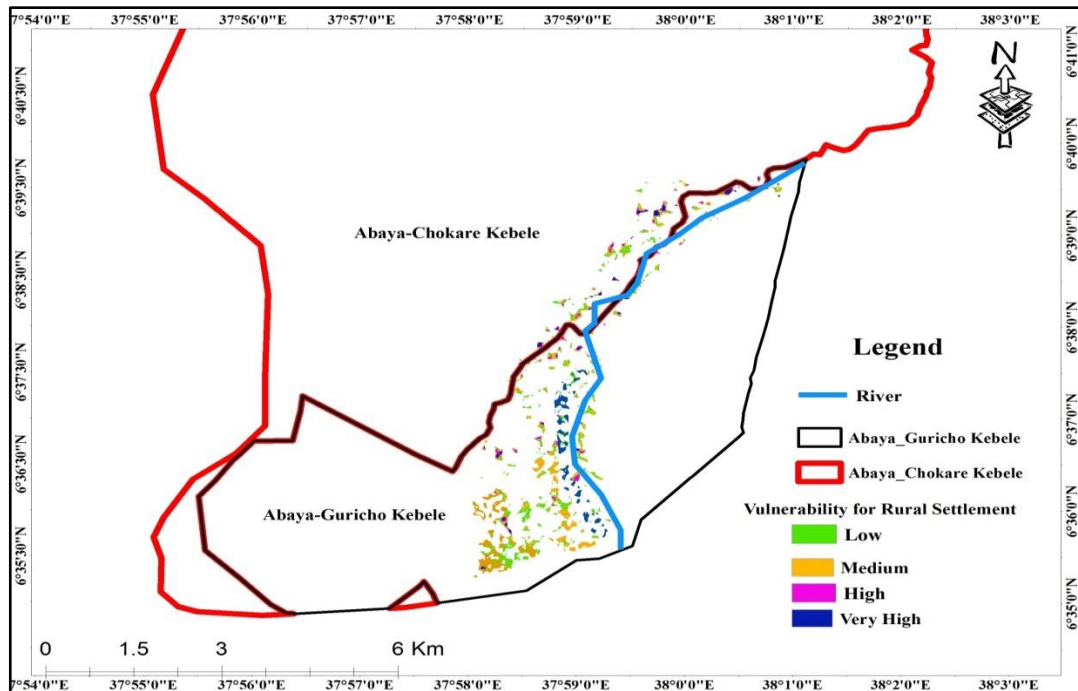 37°54'0"E 37°55'0"E 37°56'0"E 37°57'0"E 37°58'0"E 37°59'0"E 38°0'0"E 38°1'0"E 38°2'0"E 38°3'0"E
N
6°40'30"N
6°39'30"N
6°38'30"N
6°37'30"N
6°36'30"N
6°35'30"N
6°41'0"N
6°40'0"N
6°39'0"N
6°38'0"N
6°37'0"N
6°36'0"N
6°35'0"N
Abaya-Chokare Kebele
Abaya-Guricho Kebele
Legend
River
Abaya_Guricho Kebele
Abaya_Chokare Kebele
Vulnerability for Rural Settlement
Low
Medium
High
Very High
0 1.5 3 6 Km
37°54'0"E 37°55'0"E 37°56'0"E 37°57'0"E 37°58'0"E 37°59'0"E 38°0'0"E 38°1'0"E 38°2'0"E 38°3'0"E